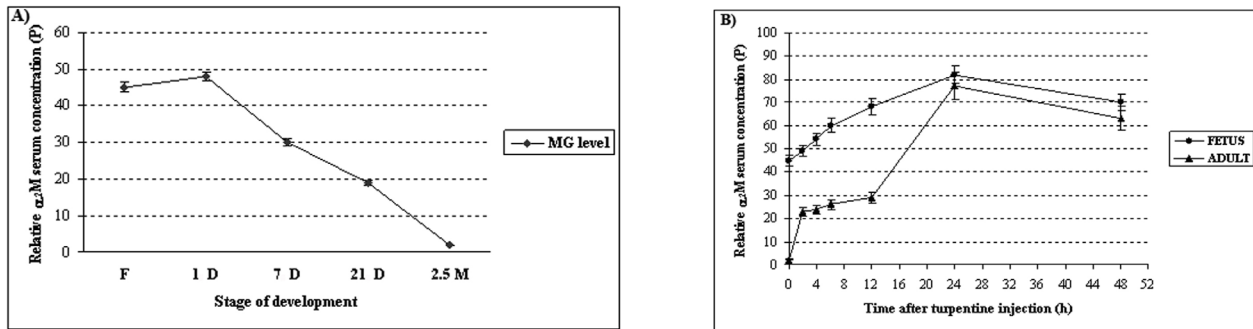 A)
Relative α2M serum concentration (P)
60
50
40
30
20
10
0
F 1 D 7 D 21 D 2.5 M
Stage of development
MG level
B)
Relative α2M serum concentration (P)
100
90
80
70
60
50
40
30
20
10
0
0 4 8 12 16 20 24 28 32 36 40 44 48 52
Time after turpentine injection (h)
FETUS
ADULT